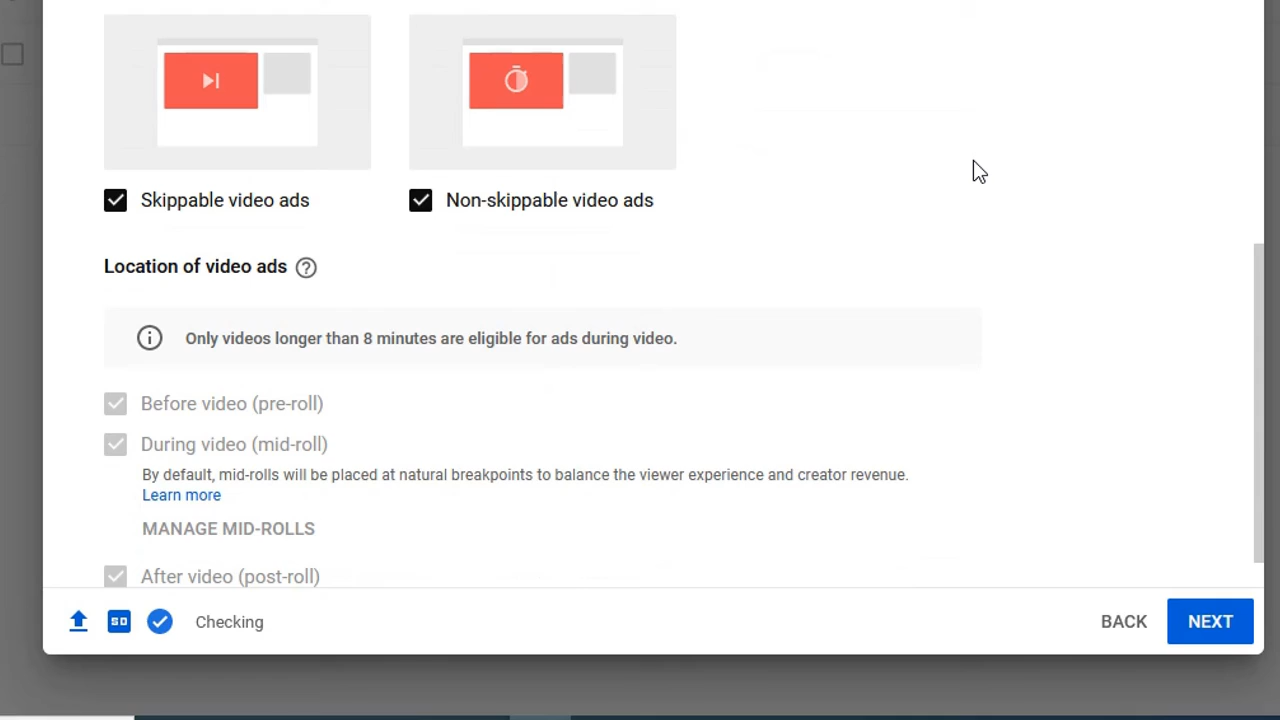 Skippable video ads
Non-skippable video ads
Location of video ads
Only videos longer than 8 minutes are eligible for ads during video.
Before video (pre-roll)
During video (mid-roll)
By default, mid-rolls will be placed at natural breakpoints to balance the viewer experience and creator revenue.
Learn more
MANAGE MID-ROLLS
After video (post-roll)
SD
Checking
BACK
NEXT